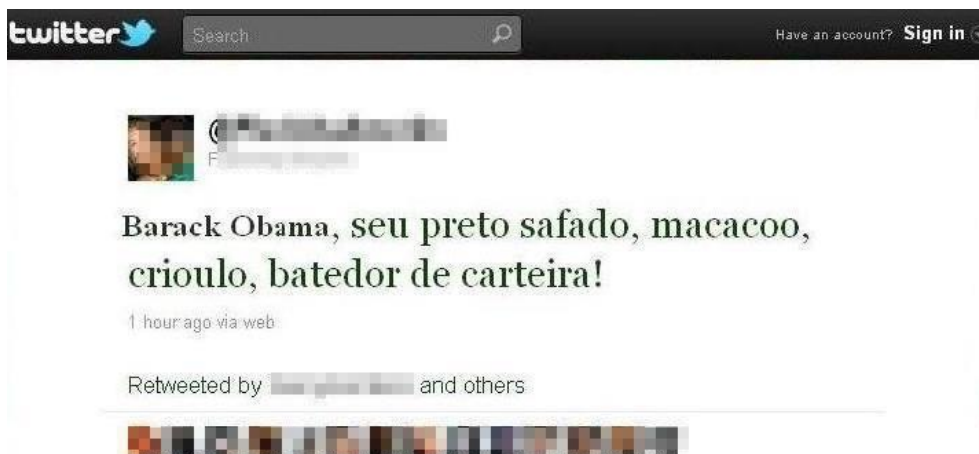 twitter
Search
Have an account? Sign in
Barack Obama, seu preto safado, macacoo,
crioulo, batedor de carteira!
1 hour ago via web
Retweeted by and others